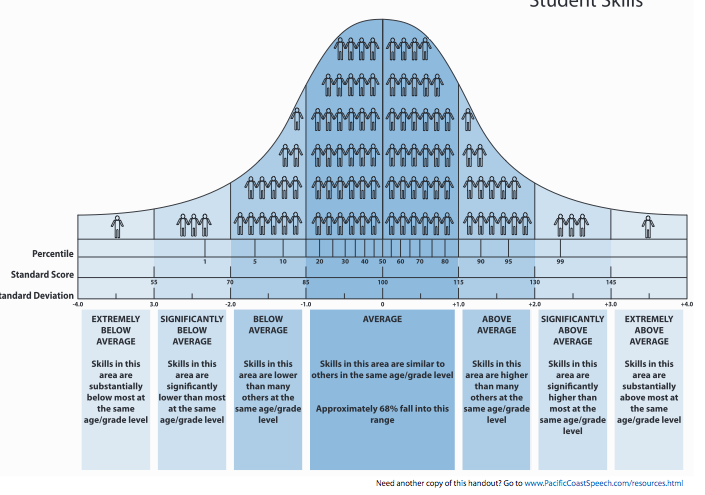 Student Skills
Percentile
1 5 10 20 30 40 50 60 70 80 90 95 99
Standard Score
55 70 85 100 115 130 145
tandard Deviation
-4.0 3.0 -2.0 -1.0 0 +1.0 +2.0 +3.0 +4.0
EXTREMELY
BELOW
AVERAGE
Skills in this
area are
substantially
below most at
the same
age/grade level
SIGNIFICANTLY
BELOW
AVERAGE
Skills in this
area are
significantly
lower than most
at the same
age/grade level
BELOW
AVERAGE
Skills in this
area are lower
than many
others at the
same age/grade
level
AVERAGE
Skills in this area are similar to
others in the same age/grade level
Approximately 68% fall into this
range
ABOVE
AVERAGE
Skills in this
area are higher
than many
others at the
same age/grade
level
SIGNIFICANTLY
ABOVE
AVERAGE
Skills in this
area are
significantly
higher than
most at the
same age/grade
level
EXTREMELY
ABOVE
AVERAGE
Skills in this
area are
substantially
above most at
the same
age/grade level
Need another copy of this handout? Go to www.PacificCoastSpeech.com/resources.html